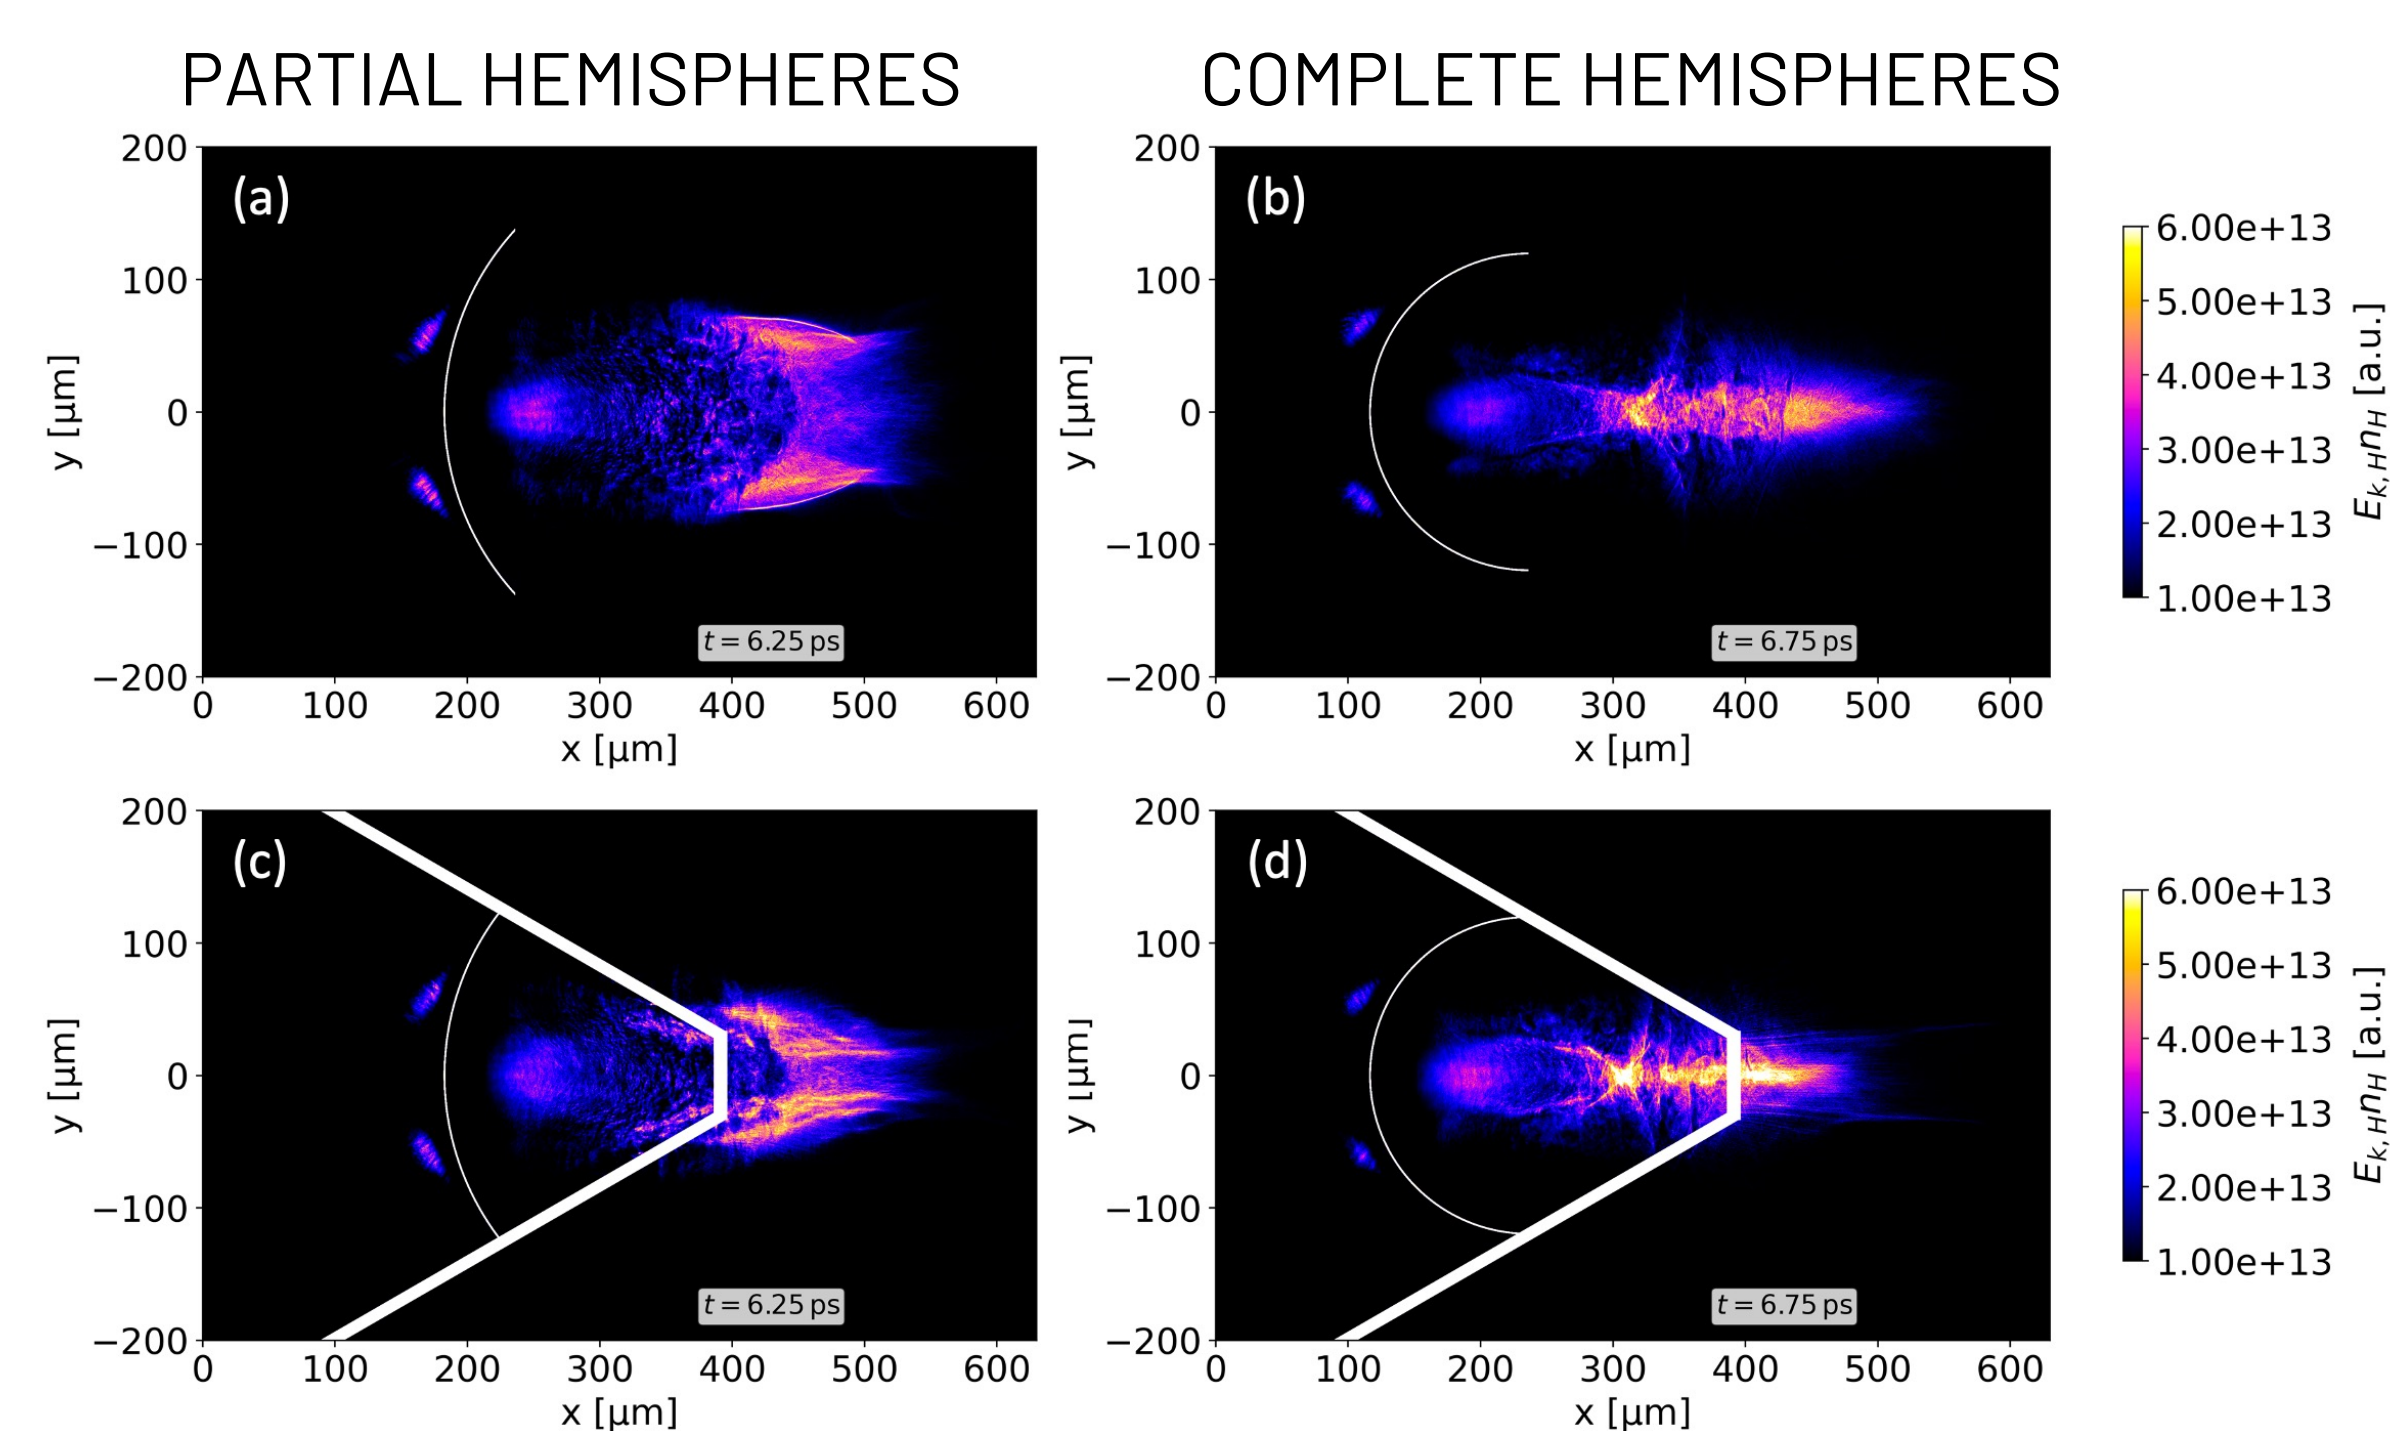 PARTIAL HEMISPHERES
COMPLETE HEMISPHERES
200
100
0
−100
−200
y [μm]
(a)
t = 6.25 ps
0 100 200 300 400 500 600
x [μm]
200
100
0
−100
−200
y [μm]
(b)
t = 6.75 ps
0 100 200 300 400 500 600
x [μm]
6.00e+13
5.00e+13
4.00e+13
3.00e+13
2.00e+13
1.00e+13
E_{k,H}n_H [a.u.]
200
100
0
−100
−200
y [μm]
(c)
t = 6.25 ps
0 100 200 300 400 500 600
x [μm]
200
100
0
−100
−200
y [μm]
(d)
t = 6.75 ps
0 100 200 300 400 500 600
x [μm]
6.00e+13
5.00e+13
4.00e+13
3.00e+13
2.00e+13
1.00e+13
E_{k,H}n_H [a.u.]